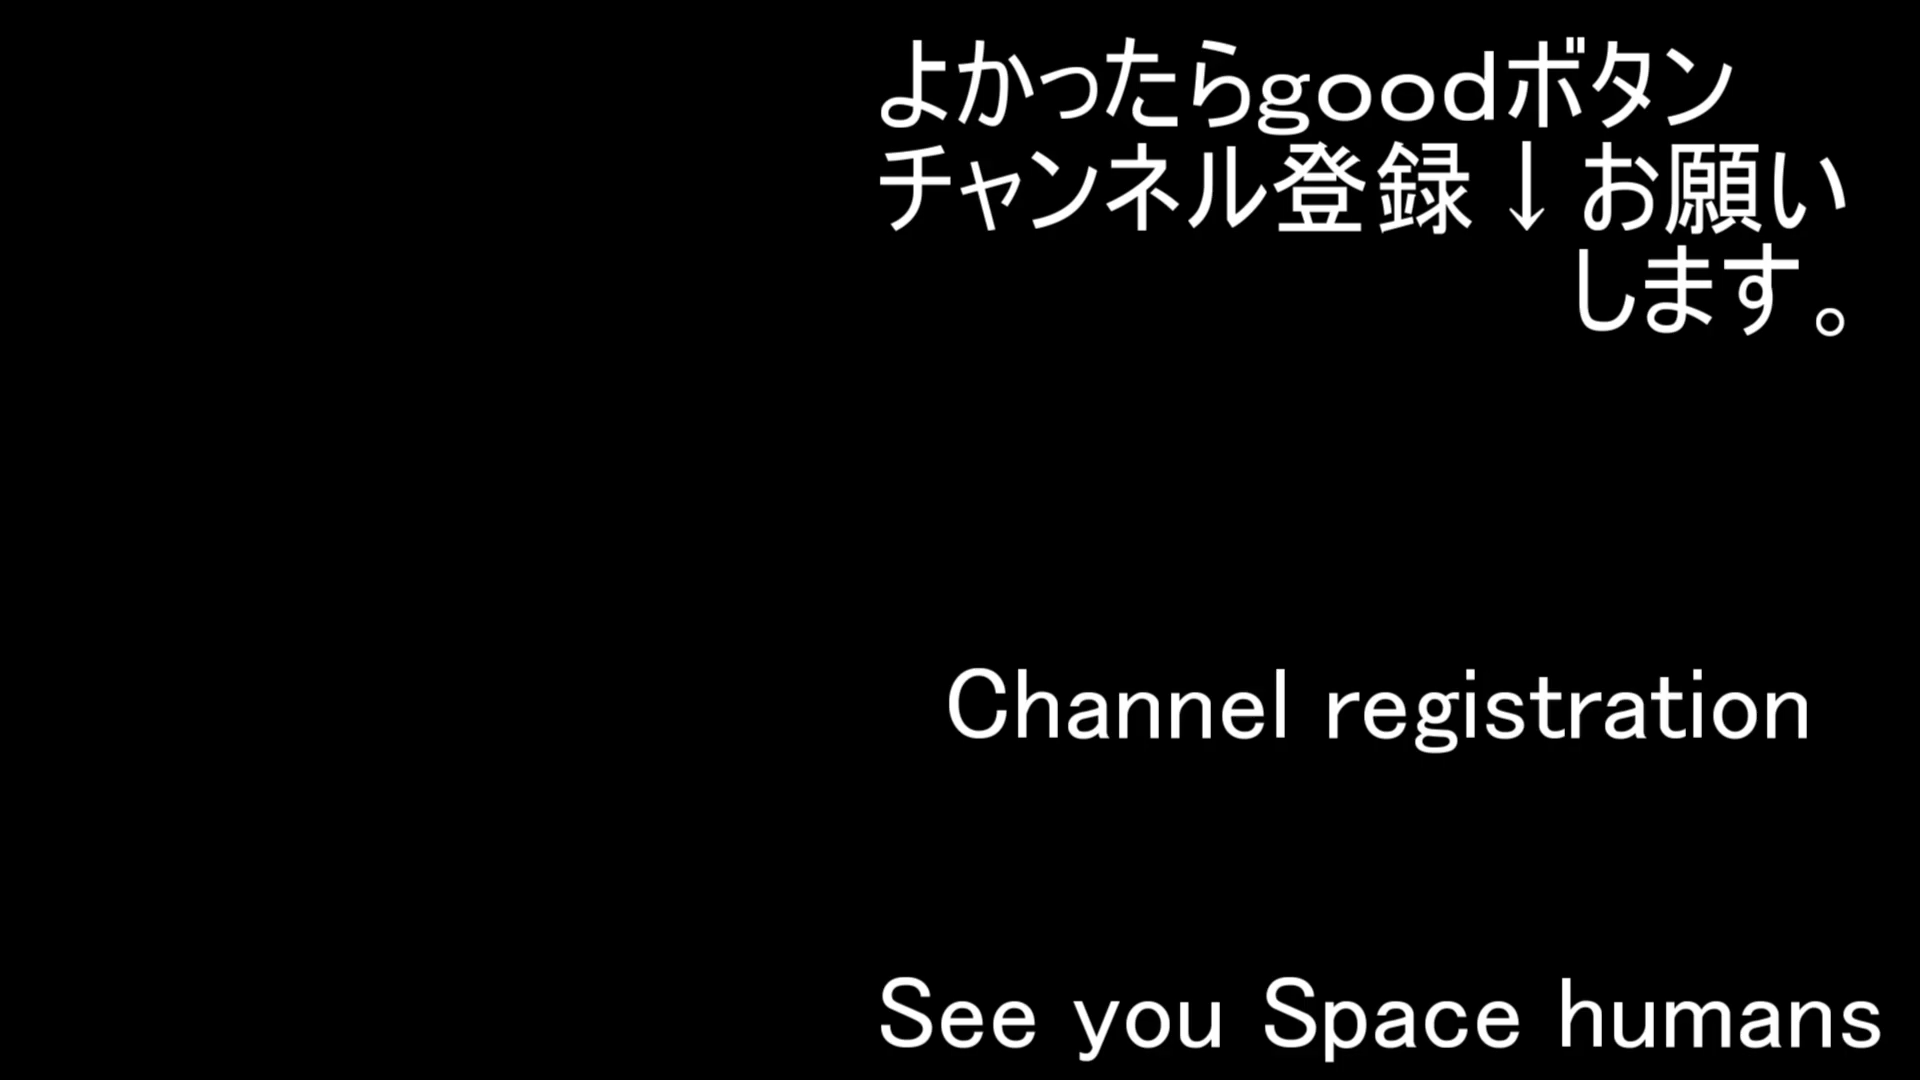 よかったらgoodボタン
チャンネル登録↓お願い
します。
Channel registration
See you Space humans